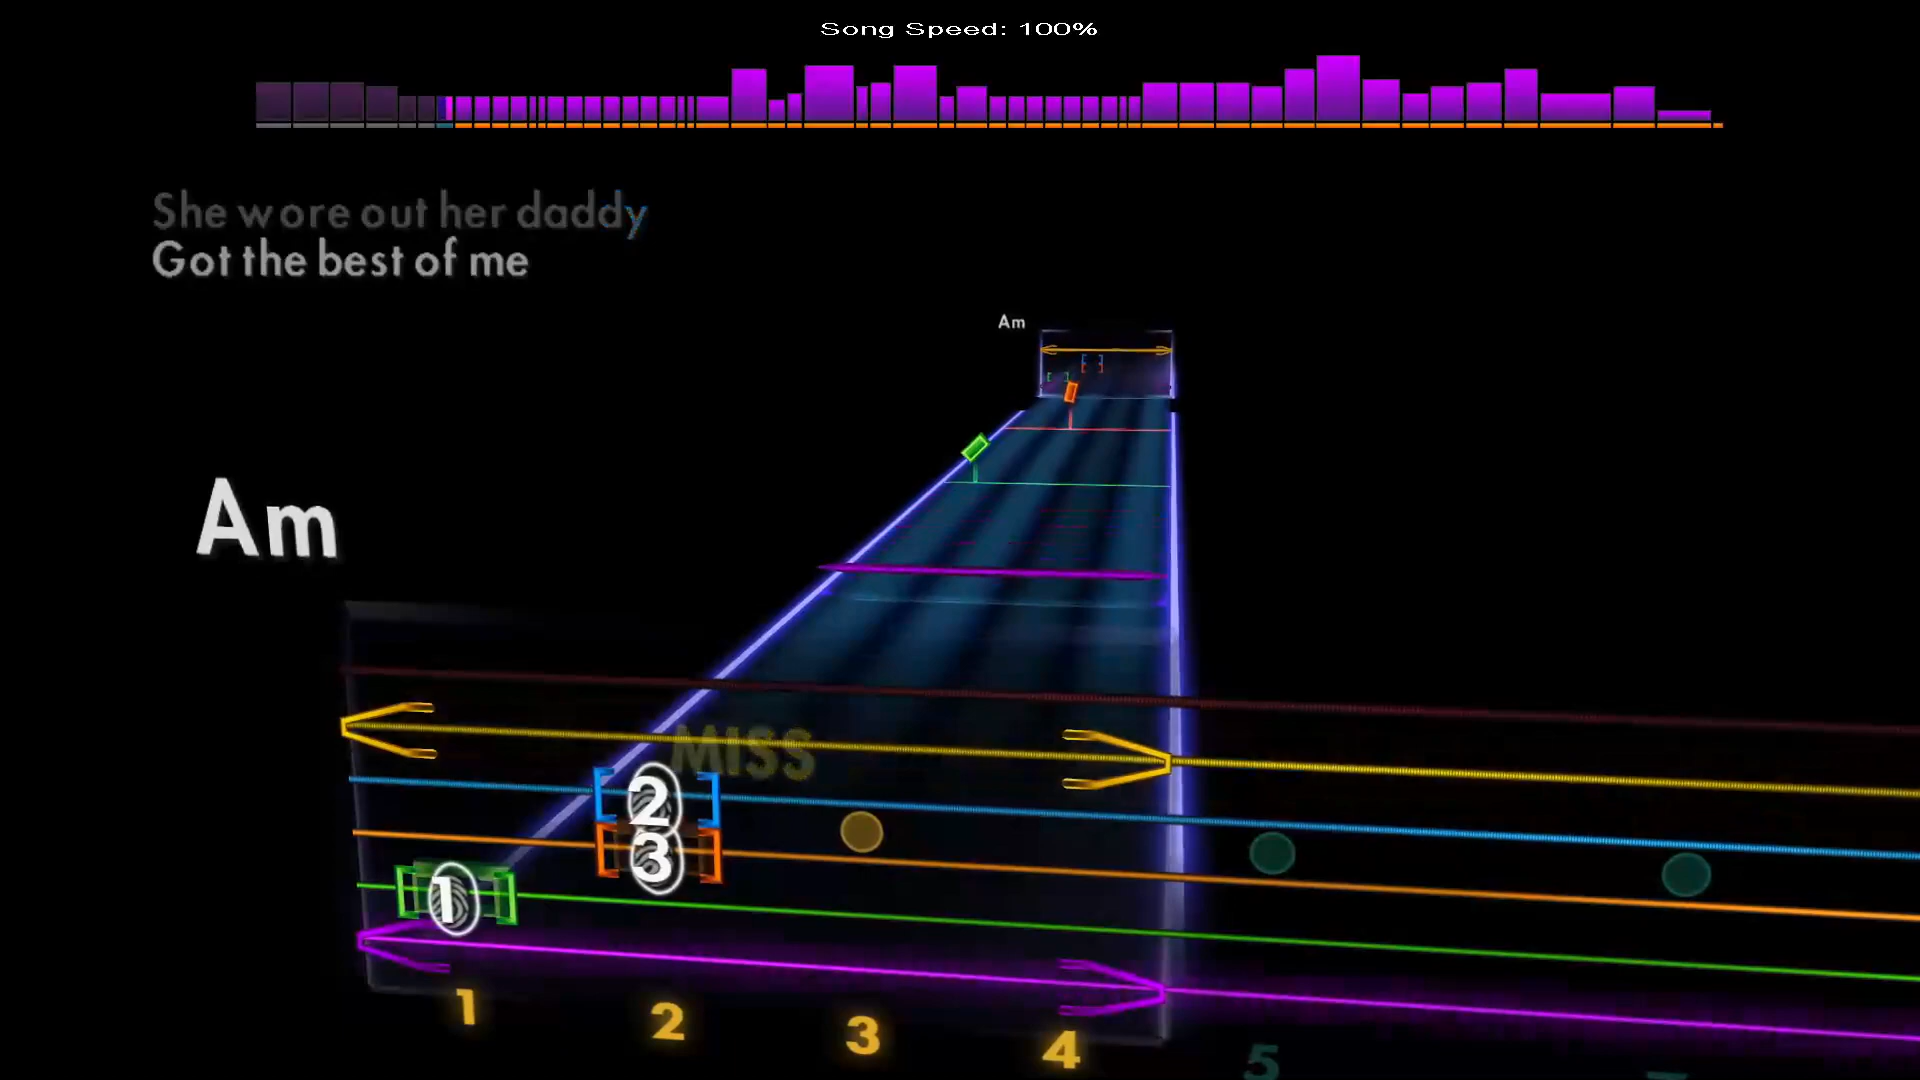 Song Speed: 100%
She wore out her daddy
Got the best of me
Am
Am
MISS
2
3
1
1 2 3 4 5